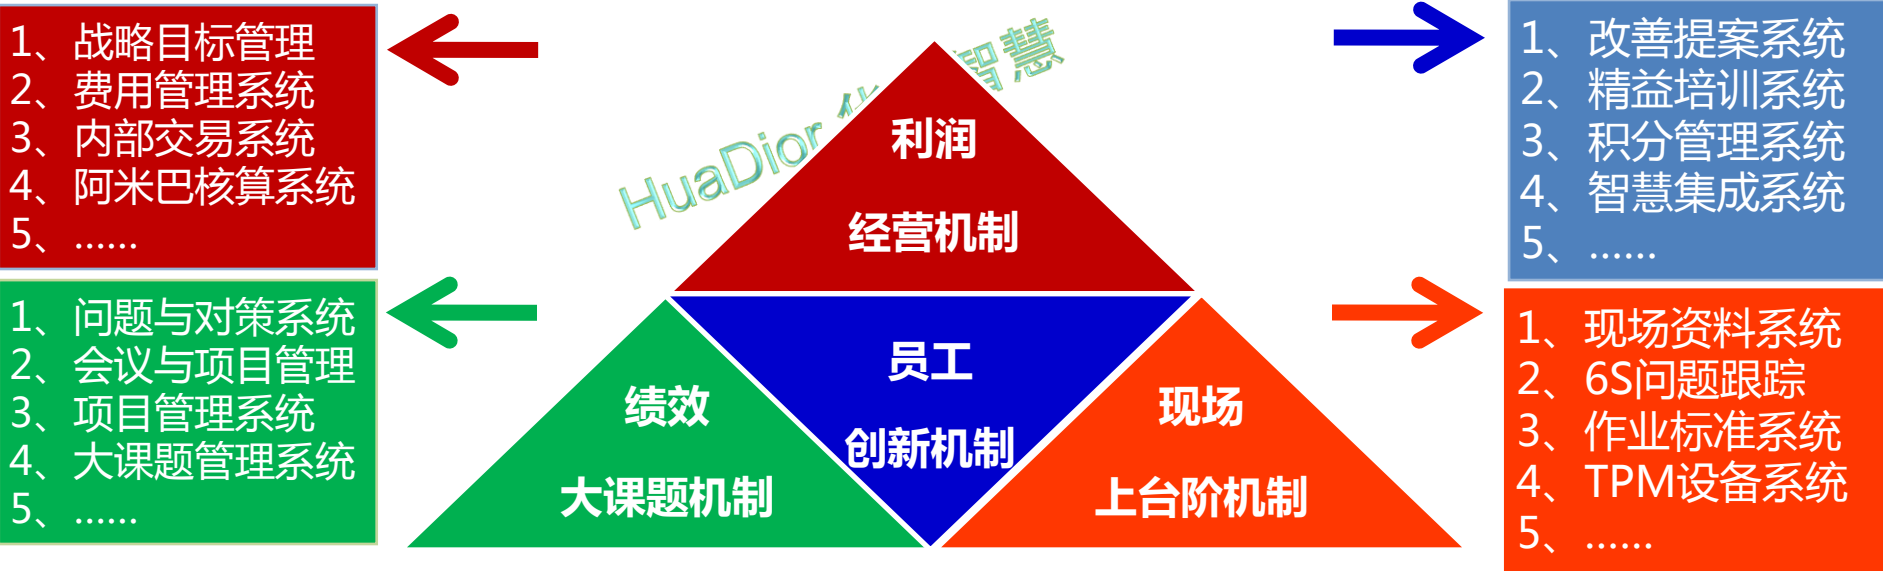 1、战略目标管理
2、费用管理系统
3、内部交易系统
4、阿米巴核算系统
5、……
1、问题与对策系统
2、会议与项目管理
3、项目管理系统
4、大课题管理系统
5、……
HuaDior 智慧
利润
经营机制
员工
创新机制
绩效
大课题机制
现场
上台阶机制
1、改善提案系统
2、精益培训系统
3、积分管理系统
4、智慧集成系统
5、……
1、现场资料系统
2、6S问题跟踪
3、作业标准系统
4、TPM设备系统
5、……